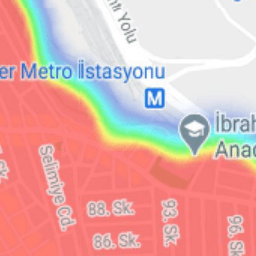 Yolu
er Metro İstasyonu
M
İbrah
Anad
Selimiye Cd.
88. Sk.
93. Sk.
96. Sk.
86. Sk.